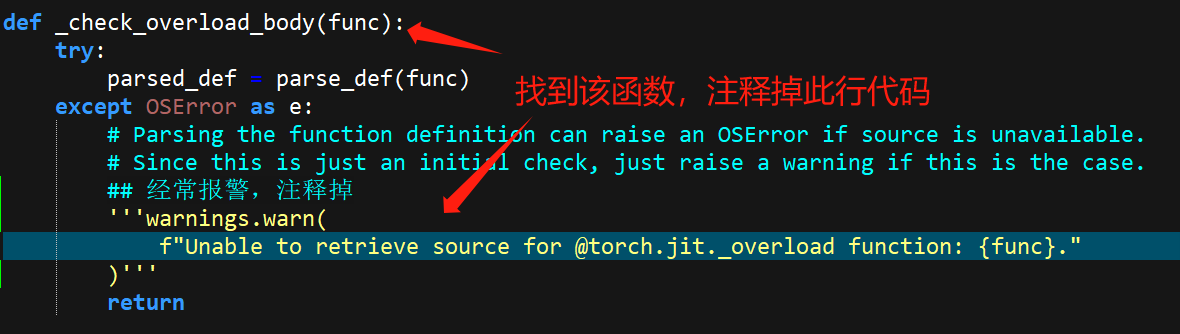 def _check_overload_body(func):
try:
parsed_def = parse_def(func)
找到该函数，注释掉此行代码
except OSError as e:
# Parsing the function definition can raise an OSError if source is unavailable.
# Since this is just an initial check, just raise a warning if this is the case.
## 经常报警，注释掉
'''warnings.warn(
f"Unable to retrieve source for @torch.jit._overload function: {func}."
)'''
return